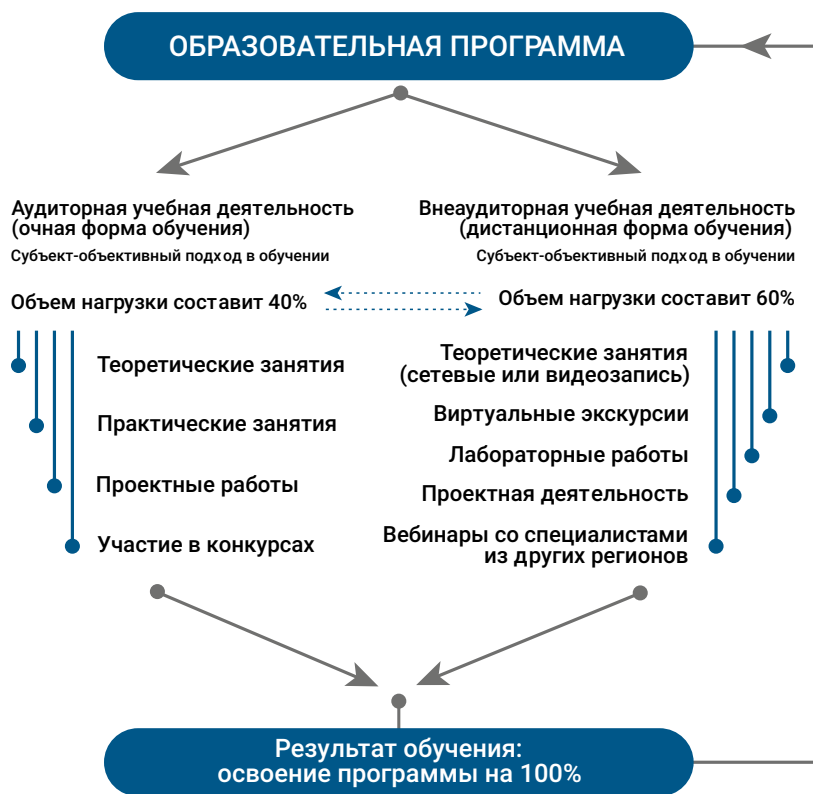 ОБРАЗОВАТЕЛЬНАЯ ПРОГРАММА
Аудиторная учебная деятельность
(очная форма обучения)
Субъект-объективный подход в обучении
Объем нагрузки составит 40%
Теоретические занятия
Практические занятия
Проектные работы
Участие в конкурсах
Внеаудиторная учебная деятельность
(дистанционная форма обучения)
Субъект-объективный подход в обучении
Объем нагрузки составит 60%
Теоретические занятия
(сетевые или видеозапись)
Виртуальные экскурсии
Лабораторные работы
Проектная деятельность
Вебинары со специалистами
из других регионов
Результат обучения:
освоение программы на 100%